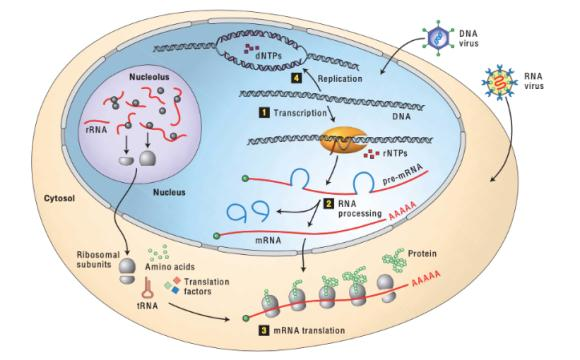 DNA
virus
RNA
virus
dNTPs
4 Replication
Nucleolus
rRNA
1 Transcription
DNA
rNTPs
pre-mRNA
Nucleus
Cytosol
2 RNA
processing
AAAAA
mRNA
Ribosomal
subunits
Amino acids
Translation
factors
tRNA
Protein
AAAAA
3 mRNA translation